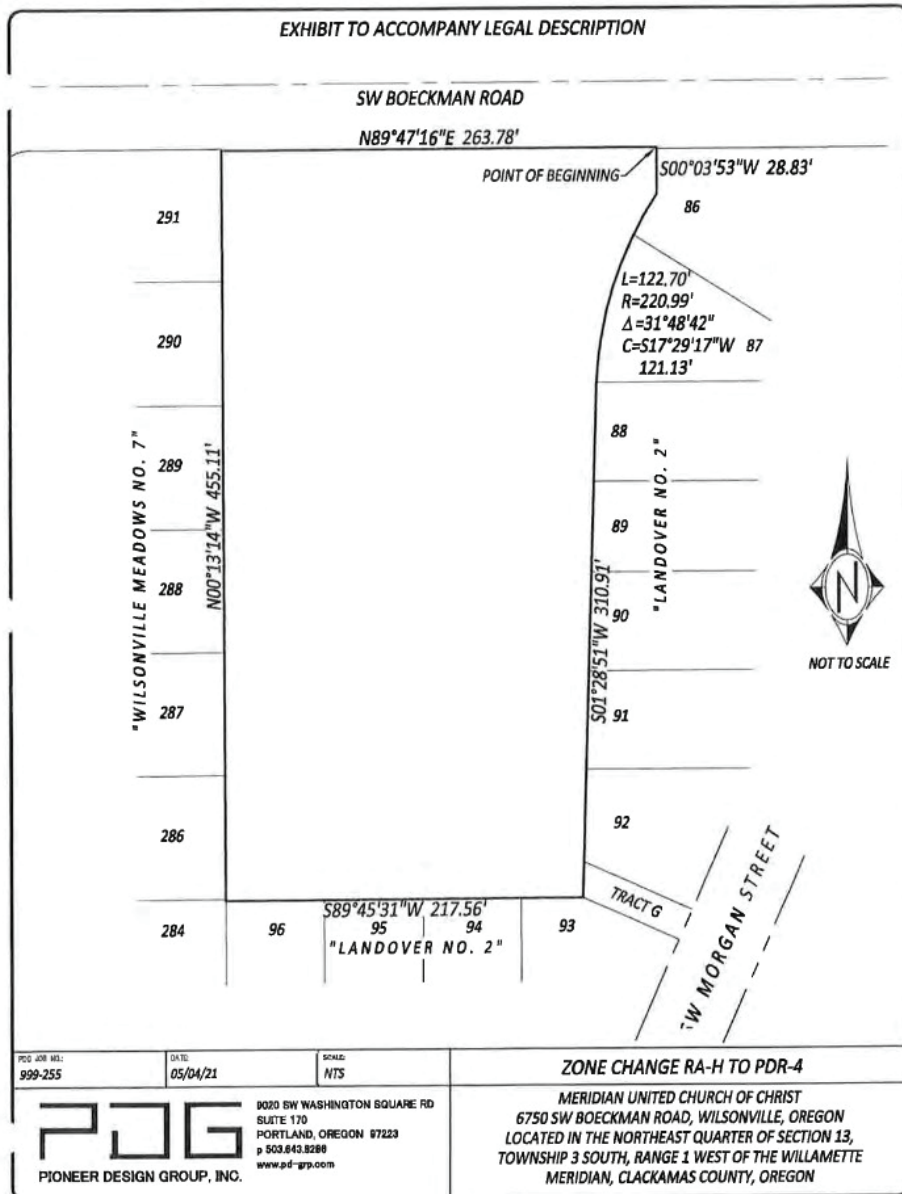 EXHIBIT TO ACCOMPANY LEGAL DESCRIPTION
SW BOECKMAN ROAD
N89°47'16"E 263.78'
POINT OF BEGINNING
S00°03'53"W 28.83'
86
291
L=122.70'
R=220.99'
Δ=31°48'42"
C=S17°29'17"W 87
121.13'
290
88
289
"WILSONVILLE MEADOWS NO. 7"
N00°13'14"W 455.11'
"LANDOVER NO. 2"
89
288
90
S01°28'51"W 310.91'
N
NOT TO SCALE
287
91
286
92
TRACT G
SW MORGAN STREET
S89°45'31"W 217.56'
284
96
95
94
93
"LANDOVER NO. 2"
PDG JOB NO.:
999-255
DATE:
05/04/21
SCALE:
NTS
ZONE CHANGE RA-H TO PDR-4
PDG
PIONEER DESIGN GROUP, INC.
9020 SW WASHINGTON SQUARE RD
SUITE 170
PORTLAND, OREGON 97223
p 503.643.8286
www.pd-grp.com
MERIDIAN UNITED CHURCH OF CHRIST
6750 SW BOECKMAN ROAD, WILSONVILLE, OREGON
LOCATED IN THE NORTHEAST QUARTER OF SECTION 13,
TOWNSHIP 3 SOUTH, RANGE 1 WEST OF THE WILLAMETTE
MERIDIAN, CLACKAMAS COUNTY, OREGON